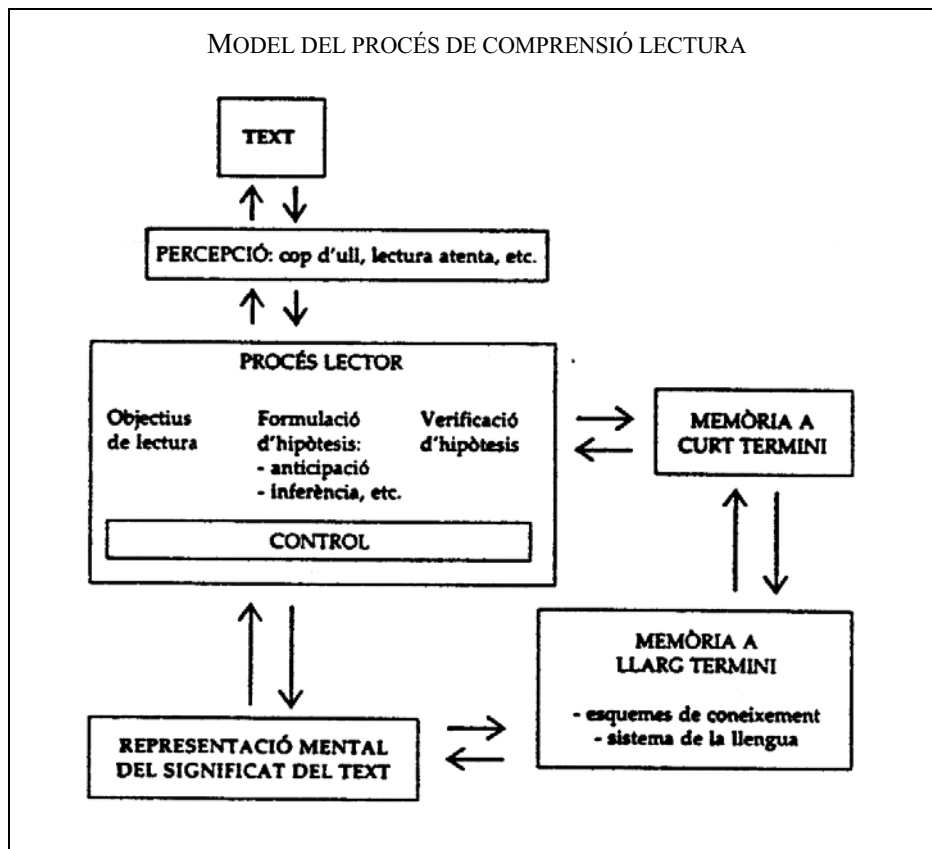 MODEL DEL PROCÉS DE COMPRENSIÓ LECTURA
TEXT
PERCEPCIÓ: cop d'ull, lectura atenta, etc.
PROCÉS LECTOR
Objectius
de lectura
Formulació
d'hipòtesis:
- anticipació
- inferència, etc.
Verificació
d'hipòtesis
CONTROL
MEMÒRIA A
CURT TERMINI
MEMÒRIA A
LLARG TERMINI
- esquemes de coneixement
- sistema de la llengua
REPRESENTACIÓ MENTAL
DEL SIGNIFICAT DEL TEXT